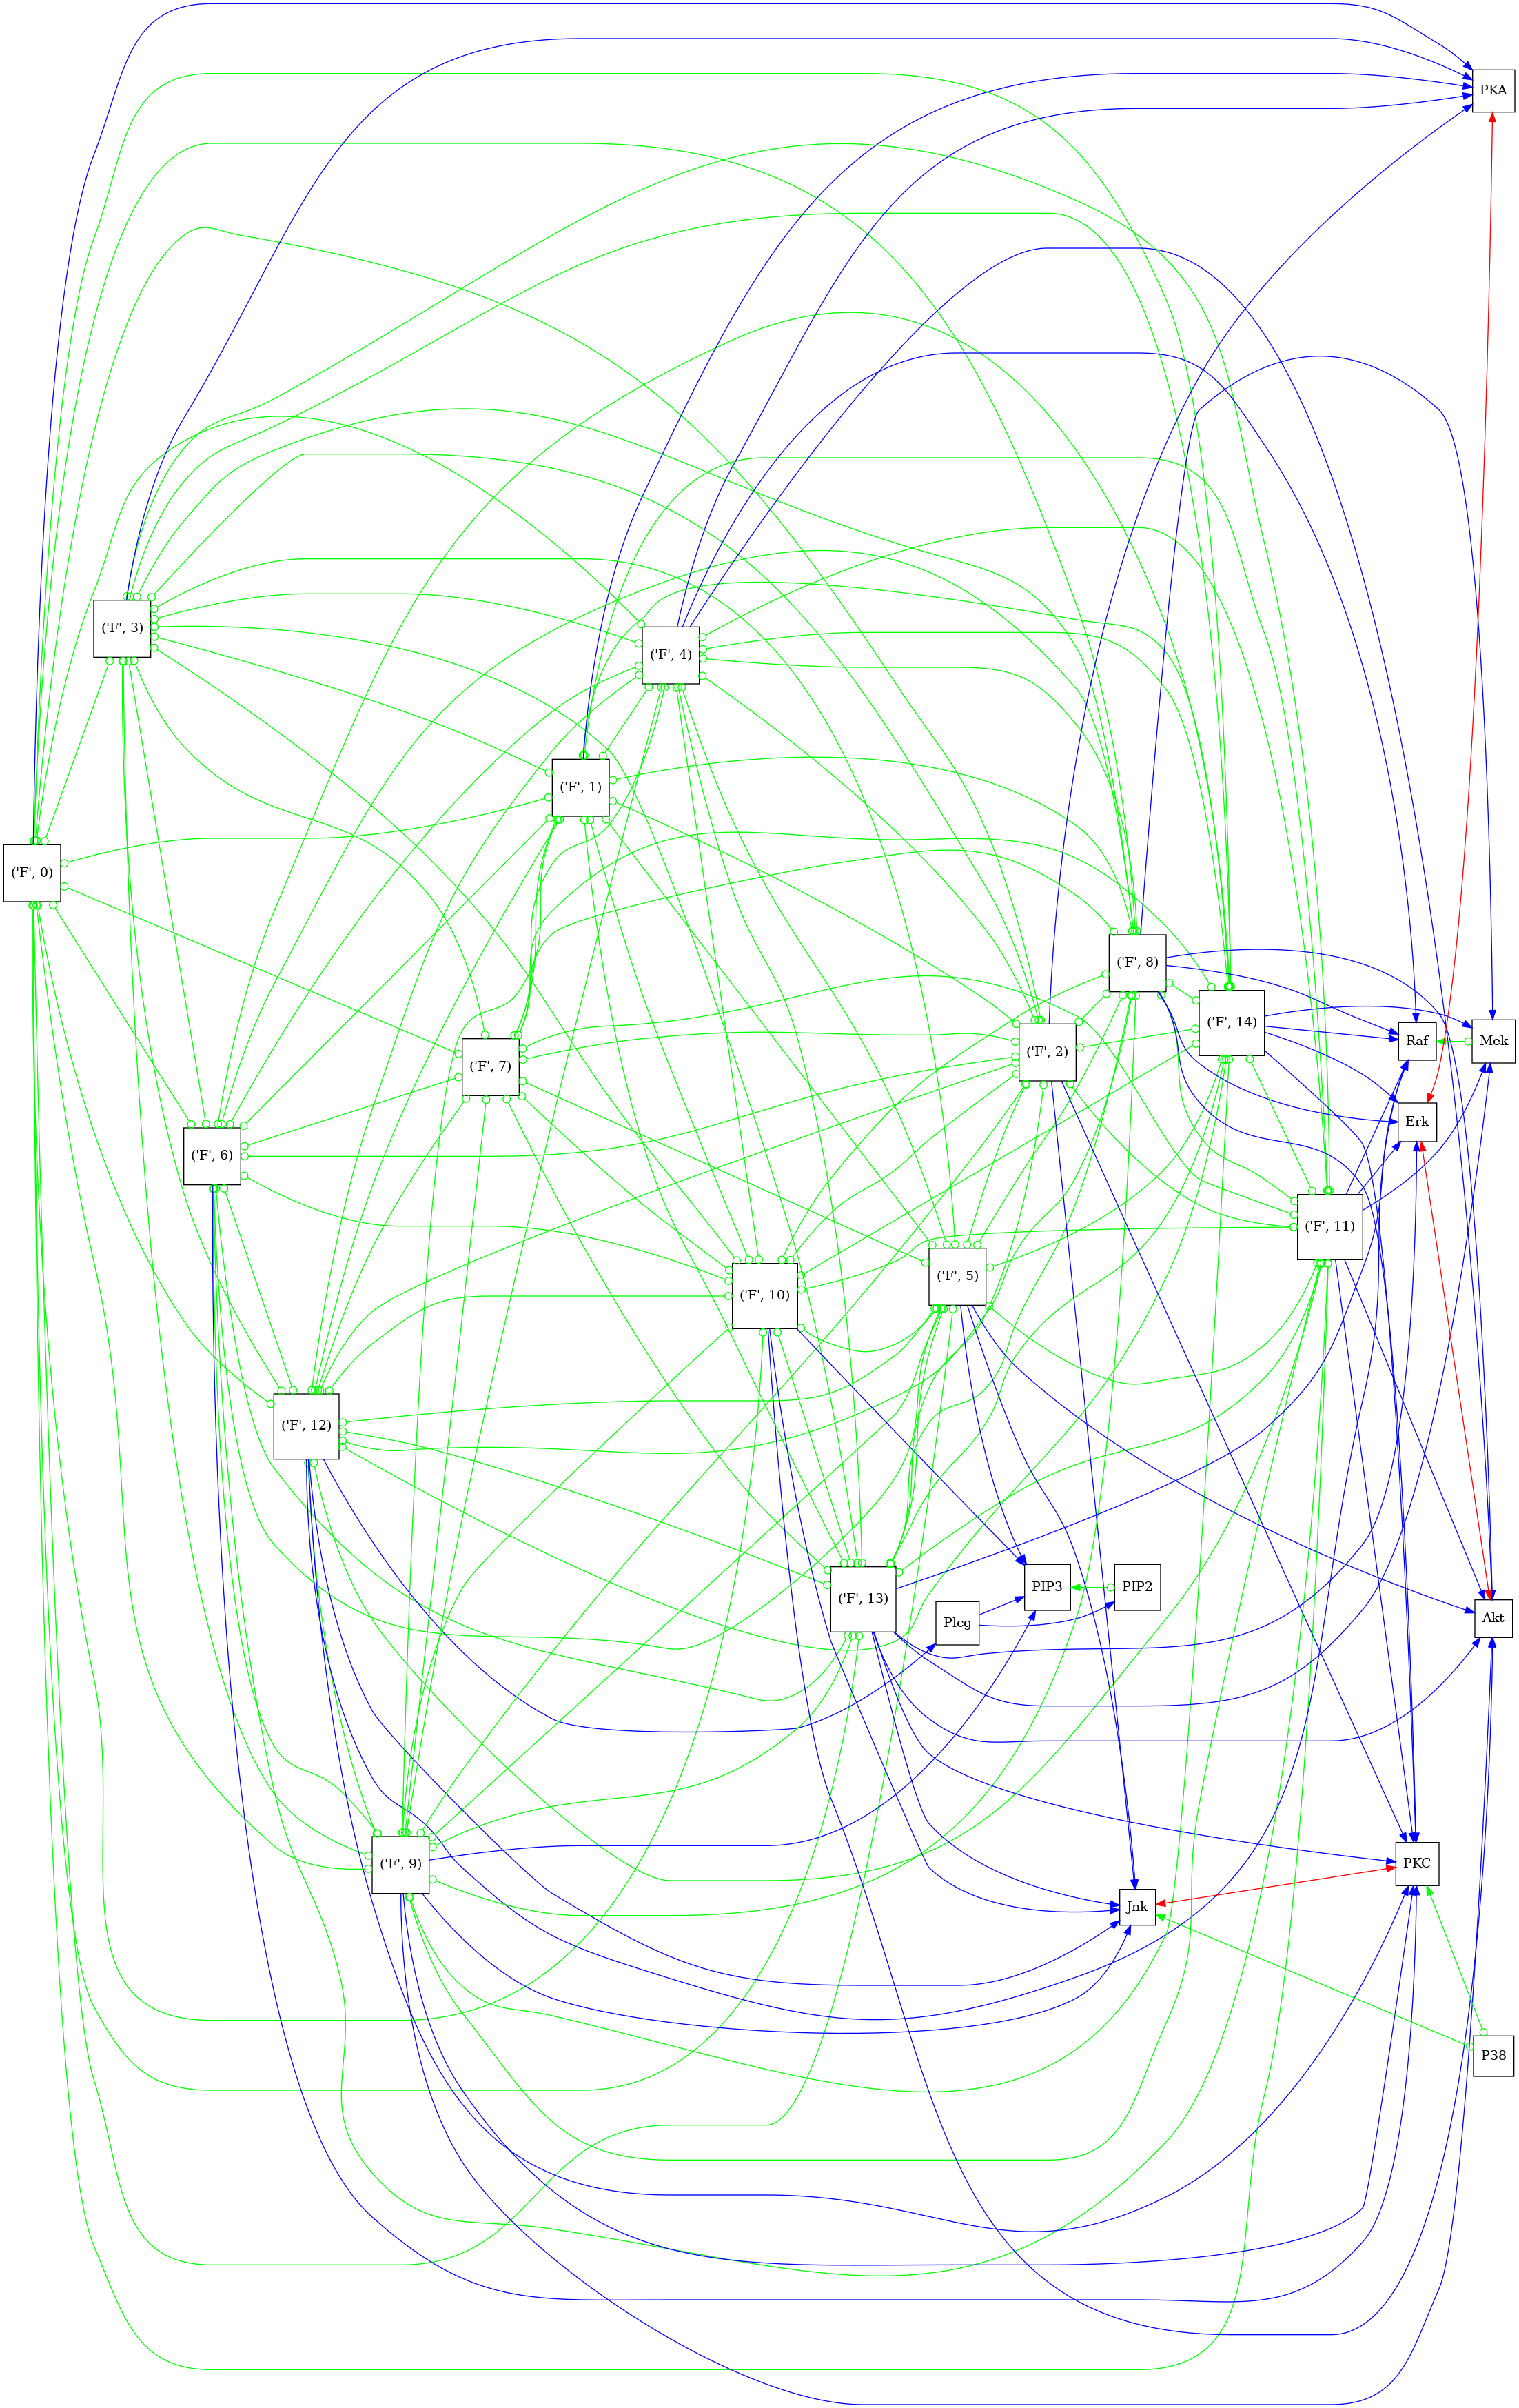 PKA
('F', 3)
('F', 4)
('F', 1)
('F', 0)
('F', 8)
('F', 14)
('F', 7)
('F', 2)
Raf
Mek
Erk
('F', 6)
('F', 11)
('F', 5)
('F', 10)
('F', 12)
('F', 13)
PIP3
PIP2
Plcg
Akt
('F', 9)
PKC
Jnk
P38